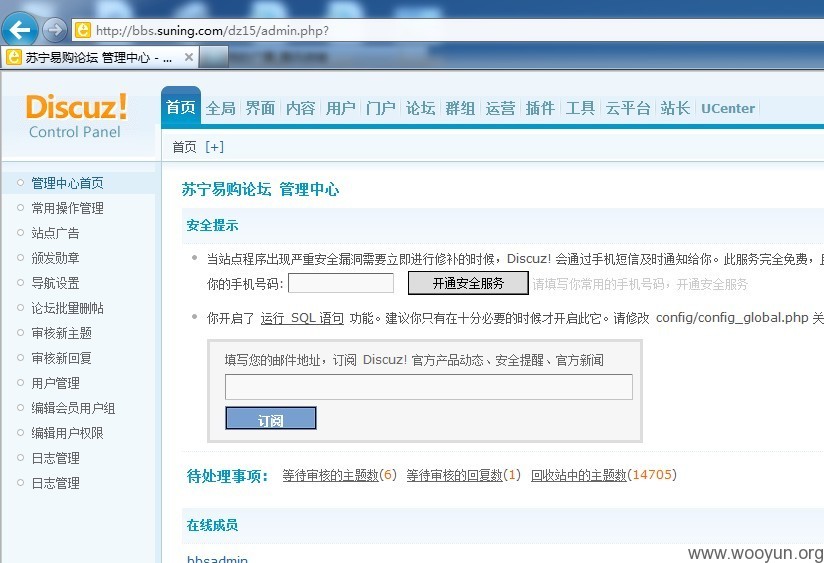 http://bbs.suning.com/dz15/admin.php?
苏宁易购论坛 管理中心 - ...
Discuz!
Control Panel
首页 全局 界面 内容 用户 门户 论坛 群组 运营 插件 工具 云平台 站长 UCenter
首页 [+]
管理中心首页
常用操作管理
站点广告
颁发勋章
导航设置
论坛批量删帖
审核新主题
审核新回复
用户管理
编辑会员用户组
编辑用户权限
日志管理
日志管理
苏宁易购论坛 管理中心
安全提示
当站点程序出现严重安全漏洞需要立即进行修补的时候，Discuz! 会通过手机短信及时通知给你。此服务完全免费，
你的手机号码: 开通安全服务 请填写你常用的手机号码，开通安全服务
你开启了 运行 SQL 语句 功能。建议你只有在十分必要的时候才开启此它。请修改 config/config_global.php 关
填写您的邮件地址，订阅 Discuz! 官方产品动态、安全提醒、官方新闻
订阅
待处理事项： 等待审核的主题数(6) 等待审核的回复数(1) 回收站中的主题数(14705)
在线成员
bbsadmin
www.wooyun.org